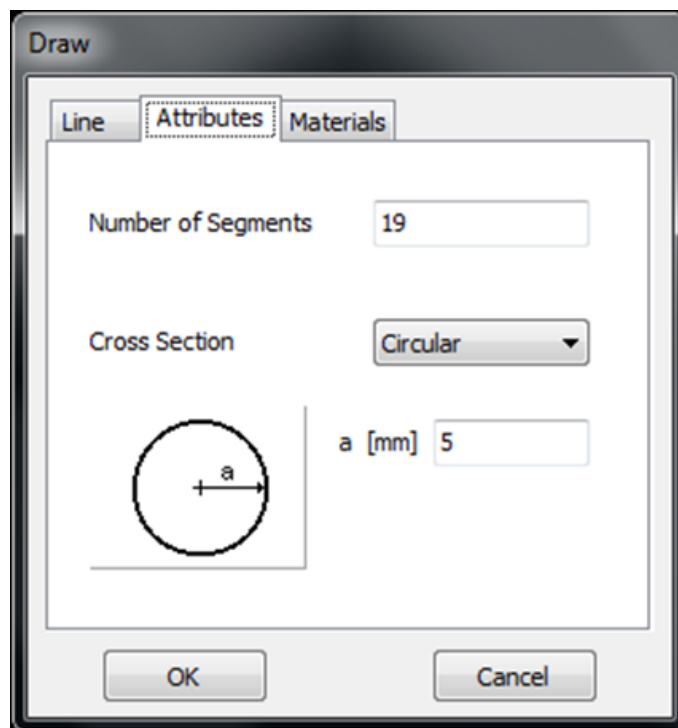 Draw
Line Attributes Materials
Number of Segments 19
Cross Section Circular
a
a [mm] 5
OK Cancel